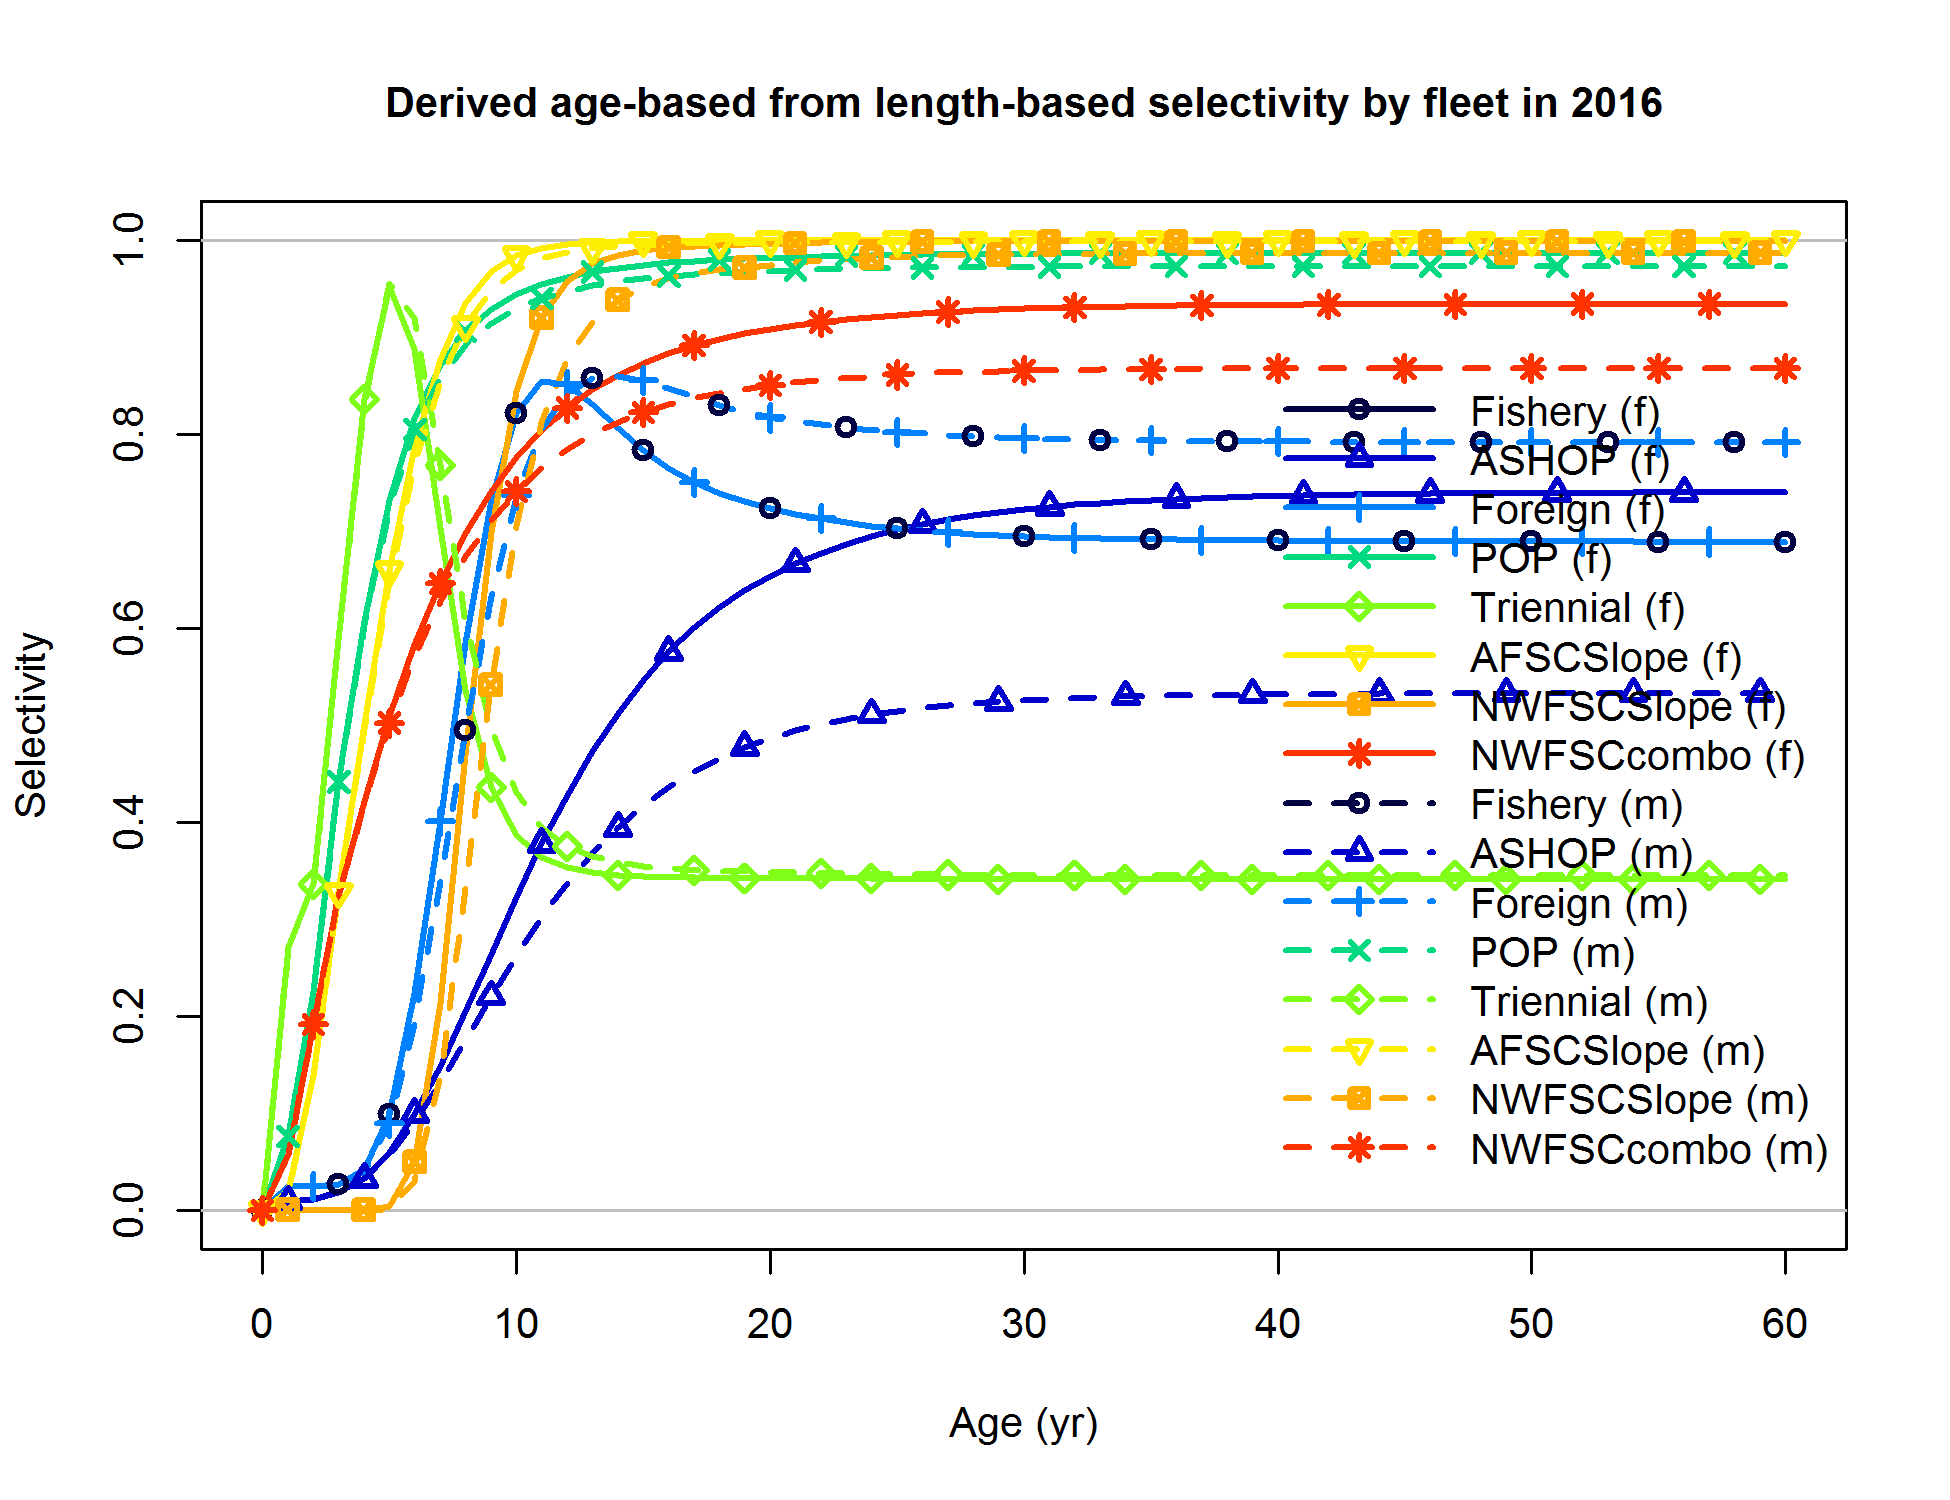 Derived age-based from length-based selectivity by fleet in 2016
Selectivity
1.0
0.8
0.6
0.4
0.2
0.0
Fishery (f)
ASHOP (f)
Foreign (f)
POP (f)
Triennial (f)
AFSCSlope (f)
NWFSCSlope (f)
NWFSCcombo (f)
Fishery (m)
ASHOP (m)
Foreign (m)
POP (m)
Triennial (m)
AFSCSlope (m)
NWFSCSlope (m)
NWFSCcombo (m)
0 10 20 30 40 50 60
Age (yr)